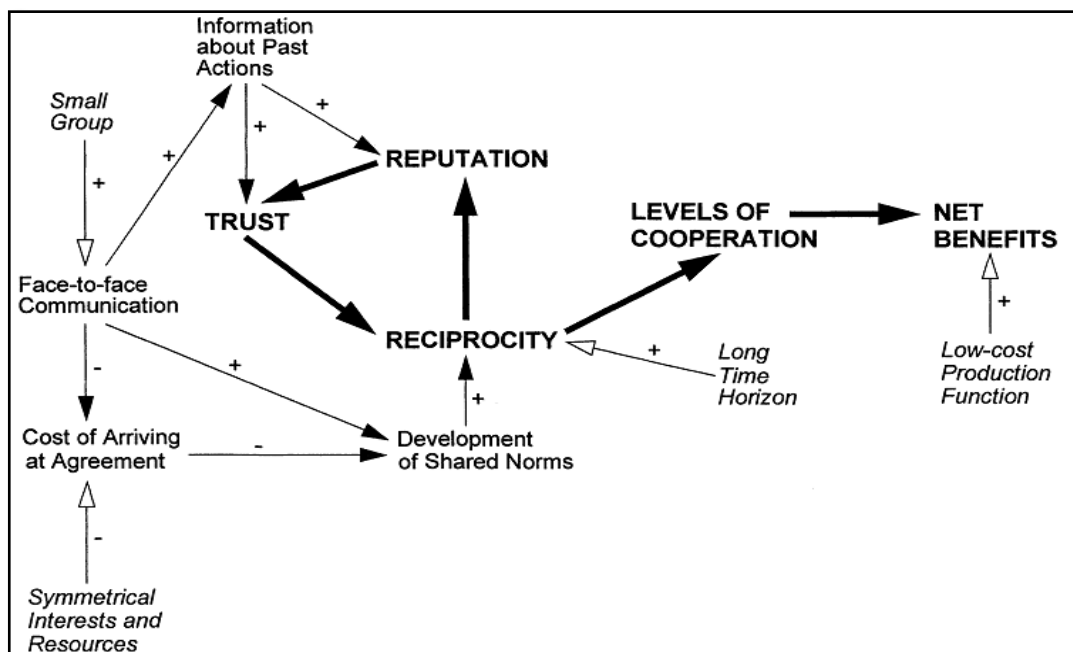 Information
about Past
Actions
Small
Group
+
+
+
+
REPUTATION
TRUST
LEVELS OF
COOPERATION
NET
BENEFITS
Face-to-face
Communication
RECIPROCITY
-
+
+
Long
Time
Horizon
+
Low-cost
Production
Function
+
Cost of Arriving
at Agreement
-
Development
of Shared Norms
-
Symmetrical
Interests and
Resources